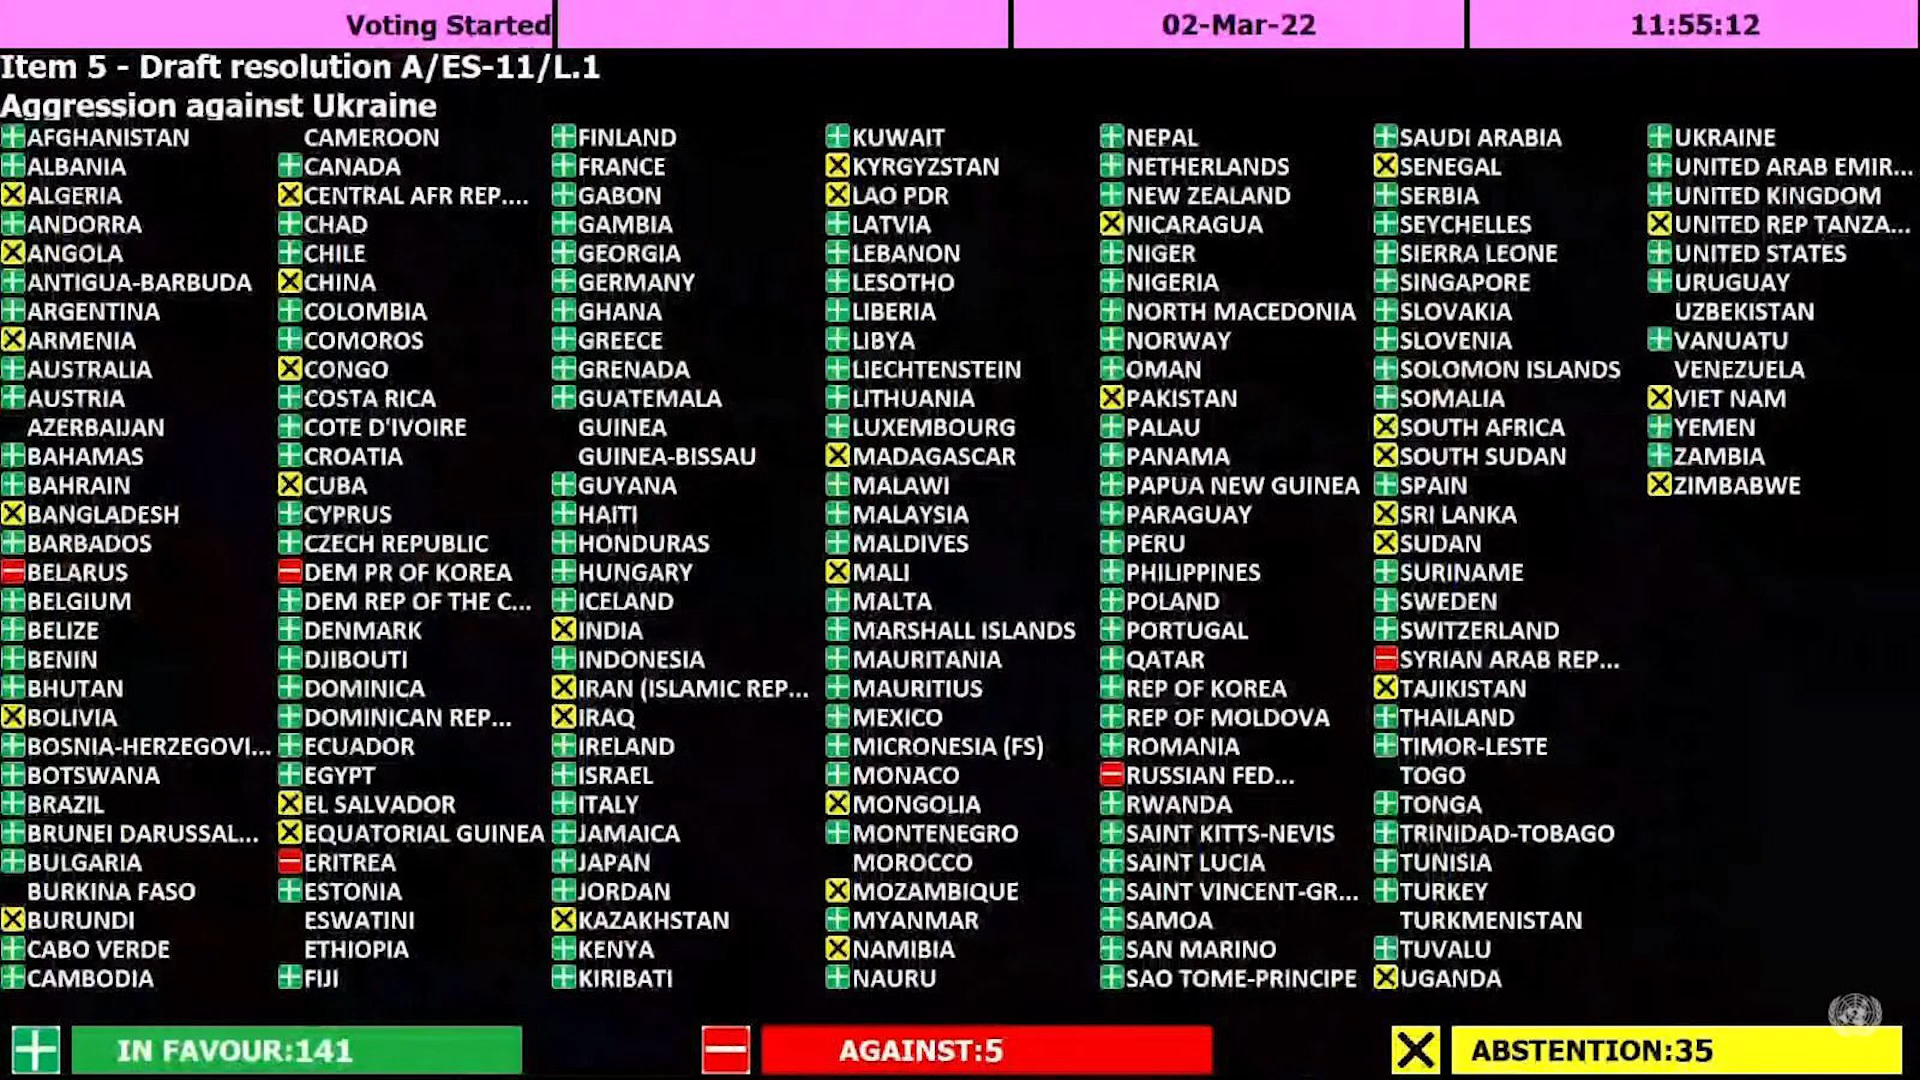 Voting Started 02-Mar-22 11:55:12
Item 5 - Draft resolution A/ES-11/L.1
Aggression against Ukraine
AFGHANISTAN
ALBANIA
ALGERIA
ANDORRA
ANGOLA
ANTIGUA-BARBUDA
ARGENTINA
ARMENIA
AUSTRALIA
AUSTRIA
AZERBAIJAN
BAHAMAS
BAHRAIN
BANGLADESH
BARBADOS
BELARUS
BELGIUM
BELIZE
BENIN
BHUTAN
BOLIVIA
BOSNIA-HERZEGOVI...
BOTSWANA
BRAZIL
BRUNEI DARUSSAL...
BULGARIA
BURKINA FASO
BURUNDI
CABO VERDE
CAMBODIA
CAMEROON
CANADA
CENTRAL AFR REP....
CHAD
CHILE
CHINA
COLOMBIA
COMOROS
CONGO
COSTA RICA
COTE D'IVOIRE
CROATIA
CUBA
CYPRUS
CZECH REPUBLIC
DEM PR OF KOREA
DEM REP OF THE C...
DENMARK
DJIBOUTI
DOMINICA
DOMINICAN REP...
ECUADOR
EGYPT
EL SALVADOR
EQUATORIAL GUINEA
ERITREA
ESTONIA
ESWATINI
ETHIOPIA
FIJI
FINLAND
FRANCE
GABON
GAMBIA
GEORGIA
GERMANY
GHANA
GREECE
GRENADA
GUATEMALA
GUINEA
GUINEA-BISSAU
GUYANA
HAITI
HONDURAS
HUNGARY
ICELAND
INDIA
INDONESIA
IRAN (ISLAMIC REP...
IRAQ
IRELAND
ISRAEL
ITALY
JAMAICA
JAPAN
JORDAN
KAZAKHSTAN
KENYA
KIRIBATI
KUWAIT
KYRGYZSTAN
LAO PDR
LATVIA
LEBANON
LESOTHO
LIBERIA
LIBYA
LIECHTENSTEIN
LITHUANIA
LUXEMBOURG
MADAGASCAR
MALAWI
MALAYSIA
MALDIVES
MALI
MALTA
MARSHALL ISLANDS
MAURITANIA
MAURITIUS
MEXICO
MICRONESIA (FS)
MONACO
MONGOLIA
MONTENEGRO
MOROCCO
MOZAMBIQUE
MYANMAR
NAMIBIA
NAURU
NEPAL
NETHERLANDS
NEW ZEALAND
NICARAGUA
NIGER
NIGERIA
NORTH MACEDONIA
NORWAY
OMAN
PAKISTAN
PALAU
PANAMA
PAPUA NEW GUINEA
PARAGUAY
PERU
PHILIPPINES
POLAND
PORTUGAL
QATAR
REP OF KOREA
REP OF MOLDOVA
ROMANIA
RUSSIAN FED...
RWANDA
SAINT KITTS-NEVIS
SAINT LUCIA
SAINT VINCENT-GR...
SAMOA
SAN MARINO
SAO TOME-PRINCIPE
SAUDI ARABIA
SENEGAL
SERBIA
SEYCHELLES
SIERRA LEONE
SINGAPORE
SLOVAKIA
SLOVENIA
SOLOMON ISLANDS
SOMALIA
SOUTH AFRICA
SOUTH SUDAN
SPAIN
SRI LANKA
SUDAN
SURINAME
SWEDEN
SWITZERLAND
SYRIAN ARAB REP...
TAJIKISTAN
THAILAND
TIMOR-LESTE
TOGO
TONGA
TRINIDAD-TOBAGO
TUNISIA
TURKEY
TURKMENISTAN
TUVALU
UGANDA
UKRAINE
UNITED ARAB EMIR...
UNITED KINGDOM
UNITED REP TANZA...
UNITED STATES
URUGUAY
UZBEKISTAN
VANUATU
VENEZUELA
VIET NAM
YEMEN
ZAMBIA
ZIMBABWE
IN FAVOUR:141 AGAINST:5 ABSTENTION:35